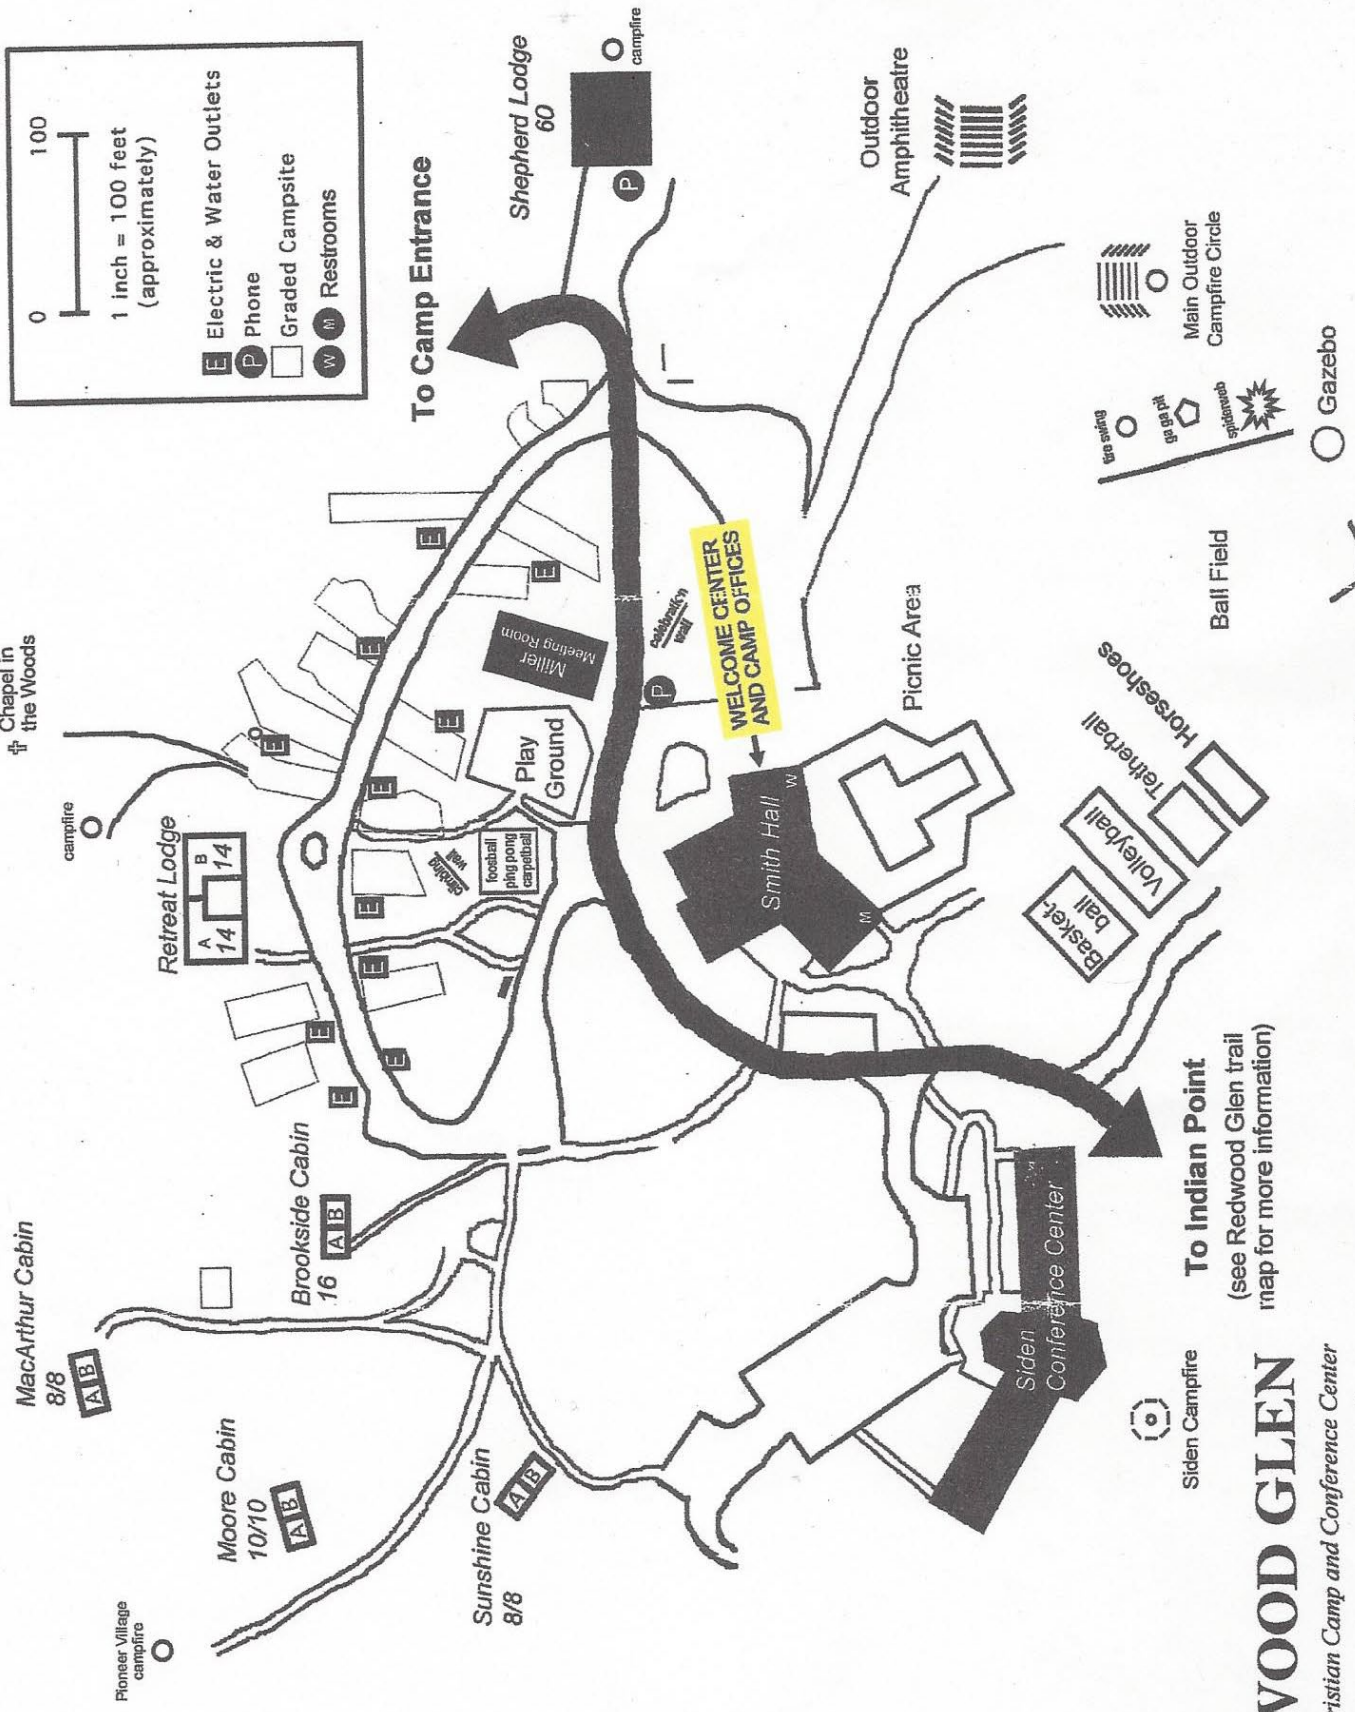 Chapel in
the Woods
campfire
0 100
1 inch = 100 feet
(approximately)
E Electric & Water Outlets
P Phone
Graded Campsite
W M Restrooms
To Camp Entrance
Shepherd Lodge
60
P
campfire
Outdoor
Amphitheatre
Main Outdoor
Campfire Circle
tire swing
ga ga pit
spiderweb
Gazebo
Ball Field
Retreat Lodge
A
14
B
14
E
E
E
E
E
E
E
E
E
E
E
E
Miller
Meeting Room
celebration
wall
P
Play
Ground
climbing
wall
foosball
ping pong
carpetball
WELCOME CENTER
AND CAMP OFFICES
Smith Hall
W
M
Picnic Area
Horseshoes
Tetherball
Volleyball
Basket-
ball
MacArthur Cabin
8/8
A B
Brookside Cabin
16
A B
Moore Cabin
10/10
A B
Pioneer Village
campfire
Sunshine Cabin
8/8
A B
Siden
Conference Center
Siden Campfire
To Indian Point
(see Redwood Glen trail
map for more information)
WOOD GLEN
ristian Camp and Conference Center